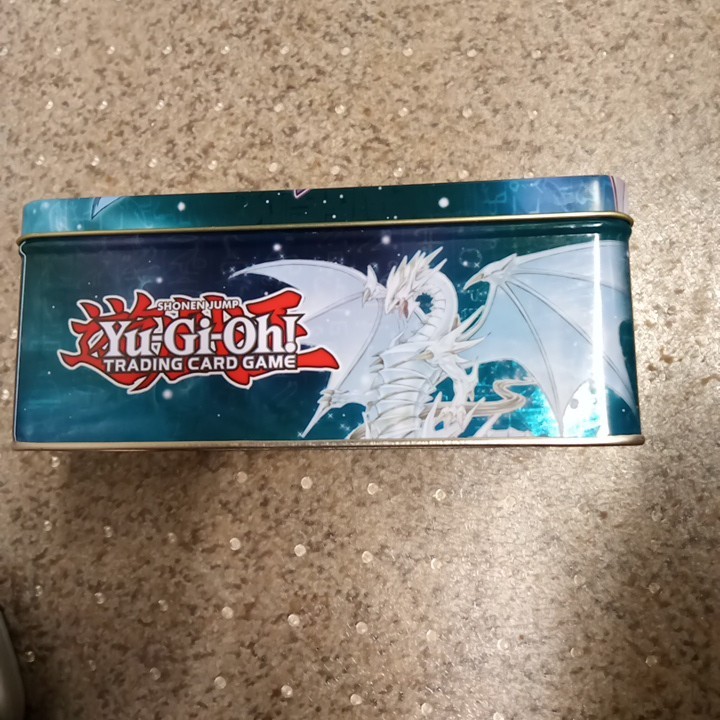 SHONEN JUMP
Yu-Gi-Oh!
TRADING CARD GAME